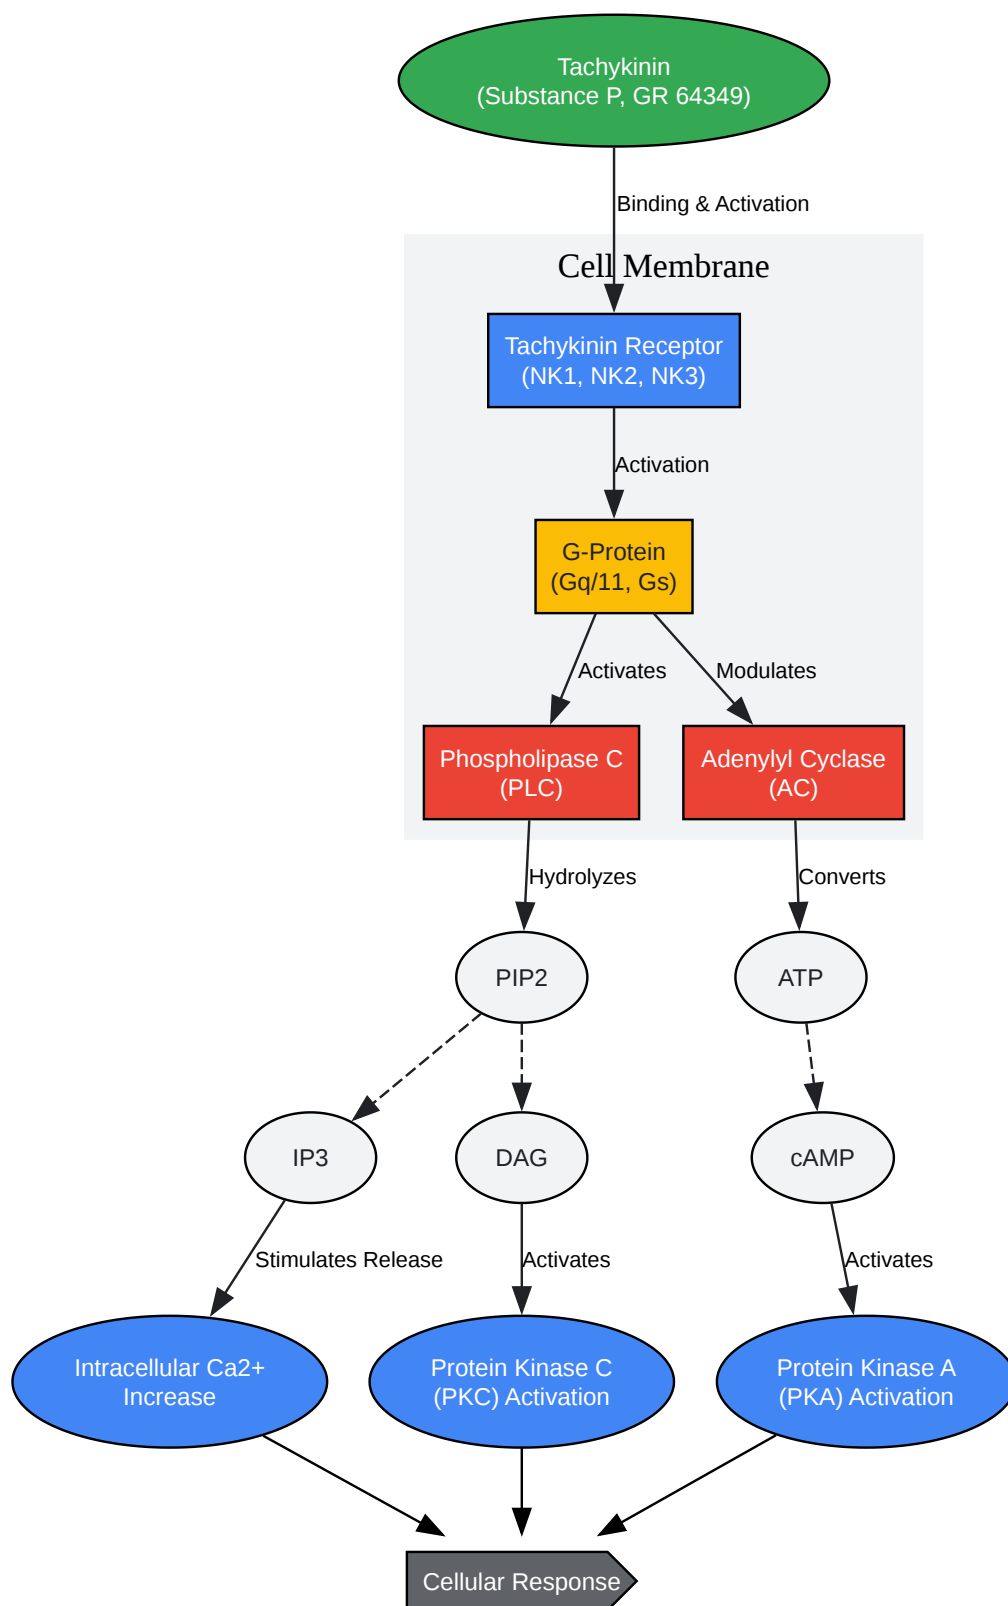 Tachykinin
(Substance P, GR 64349)
Binding & Activation
Cell Membrane
Tachykinin Receptor
(NK1, NK2, NK3)
Activation
G-Protein
(Gq/11, Gs)
Activates
Modulates
Phospholipase C
(PLC)
Adenylyl Cyclase
(AC)
Hydrolyzes
Converts
PIP2
ATP
IP3
DAG
cAMP
Stimulates Release
Activates
Activates
Intracellular Ca2+
Increase
Protein Kinase C
(PKC) Activation
Protein Kinase A
(PKA) Activation
Cellular Response